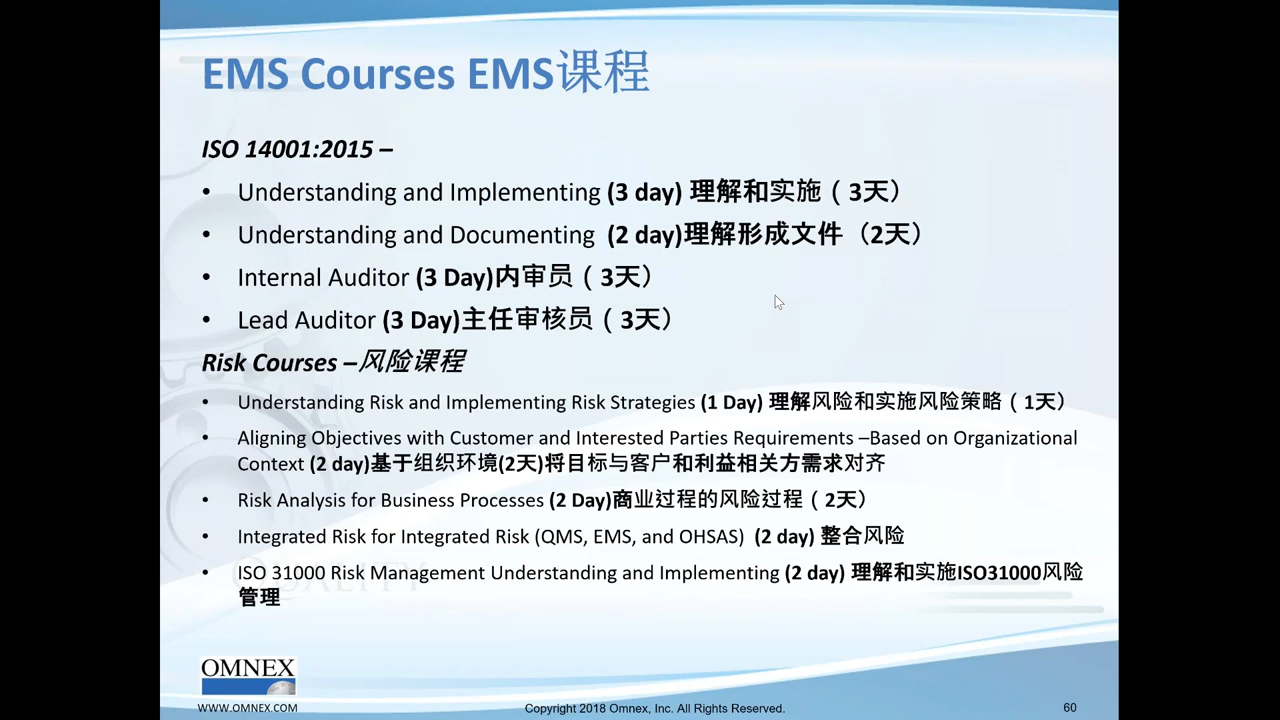 EMS Courses EMS课程
ISO 14001:2015 –
• Understanding and Implementing (3 day) 理解和实施（3天）
• Understanding and Documenting (2 day)理解形成文件（2天）
• Internal Auditor (3 Day)内审员（3天）
• Lead Auditor (3 Day)主任审核员（3天）
Risk Courses –风险课程
• Understanding Risk and Implementing Risk Strategies (1 Day) 理解风险和实施风险策略（1天）
• Aligning Objectives with Customer and Interested Parties Requirements –Based on Organizational
Context (2 day)基于组织环境(2天)将目标与客户和利益相关方需求对齐
• Risk Analysis for Business Processes (2 Day)商业过程的风险过程（2天）
• Integrated Risk for Integrated Risk (QMS, EMS, and OHSAS) (2 day) 整合风险
• ISO 31000 Risk Management Understanding and Implementing (2 day) 理解和实施ISO31000风险
管理
OMNEX
WWW.OMNEX.COM
Copyright 2018 Omnex, Inc. All Rights Reserved.
60